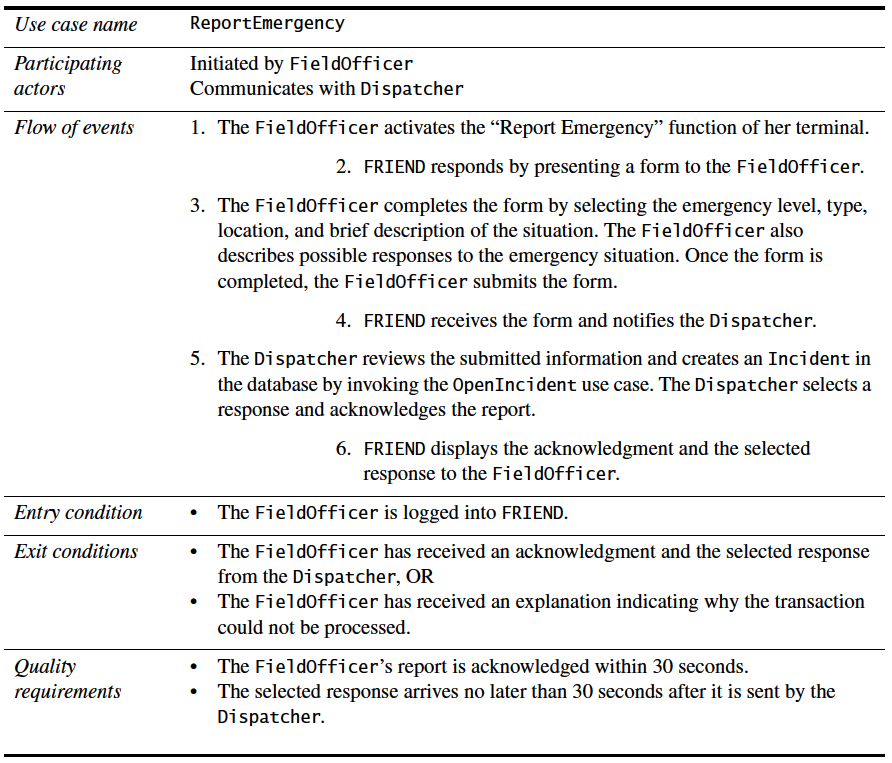 Use case name ReportEmergency
Participating Initiated by FieldOfficer
actors Communicates with Dispatcher
Flow of events 1. The FieldOfficer activates the “Report Emergency” function of her terminal.
2. FRIEND responds by presenting a form to the FieldOfficer.
3. The FieldOfficer completes the form by selecting the emergency level, type,
location, and brief description of the situation. The FieldOfficer also
describes possible responses to the emergency situation. Once the form is
completed, the FieldOfficer submits the form.
4. FRIEND receives the form and notifies the Dispatcher.
5. The Dispatcher reviews the submitted information and creates an Incident in
the database by invoking the OpenIncident use case. The Dispatcher selects a
response and acknowledges the report.
6. FRIEND displays the acknowledgment and the selected
response to the FieldOfficer.
Entry condition • The FieldOfficer is logged into FRIEND.
Exit conditions • The FieldOfficer has received an acknowledgment and the selected response
from the Dispatcher, OR
• The FieldOfficer has received an explanation indicating why the transaction
could not be processed.
Quality • The FieldOfficer’s report is acknowledged within 30 seconds.
requirements • The selected response arrives no later than 30 seconds after it is sent by the
Dispatcher.